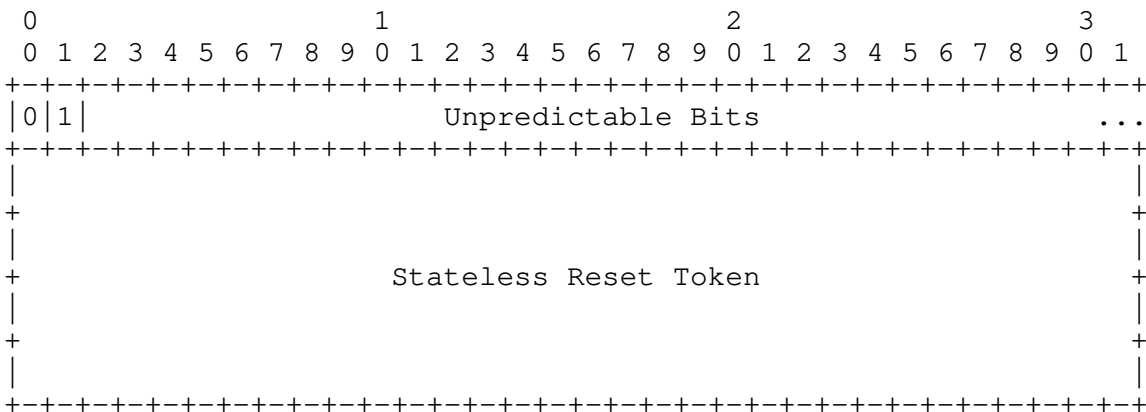 0                   1                   2                   3
 0 1 2 3 4 5 6 7 8 9 0 1 2 3 4 5 6 7 8 9 0 1 2 3 4 5 6 7 8 9 0 1
+-+-+-+-+-+-+-+-+-+-+-+-+-+-+-+-+-+-+-+-+-+-+-+-+-+-+-+-+-+-+-+-+
|0|1|                    Unpredictable Bits                   ...
+-+-+-+-+-+-+-+-+-+-+-+-+-+-+-+-+-+-+-+-+-+-+-+-+-+-+-+-+-+-+-+-+
|                                                               |
+                                                               +
|                                                               |
+                     Stateless Reset Token                     +
|                                                               |
+                                                               +
|                                                               |
+-+-+-+-+-+-+-+-+-+-+-+-+-+-+-+-+-+-+-+-+-+-+-+-+-+-+-+-+-+-+-+-+